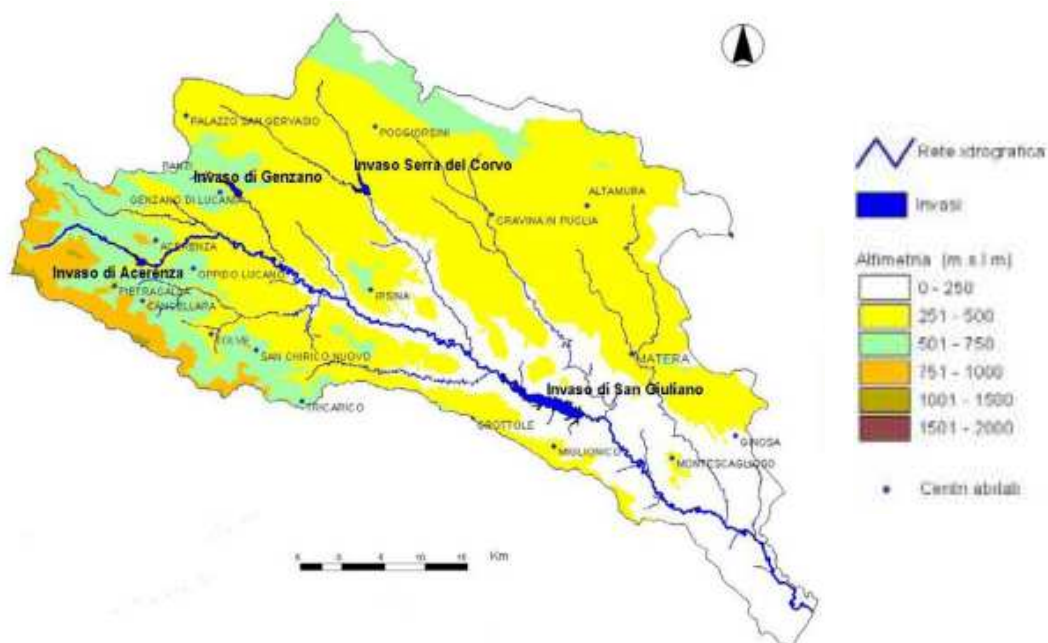 PALAZZO SAN GERVASIO
POGGIORSINI
Invaso Serra del Corvo
Invaso di Genzano
GENZANO DI LUCANIA
ALTAMURA
GRAVINA IN PUGLIA
ACERENZA
Invaso di Acerenza
OPPIDO LUCANO
PIETRAGALLA
CANCELLARA
IRSINA
TOLVE
SAN CHIRICO NUOVO
MATERA
Invaso di San Giuliano
TRICARICO
GROTTOLE
GINOSA
MIGLIONICO
MONTESCAGLIOSO
Km
Rete idrografica
Invasi
Altimetria (m s l m)
0 - 250
251 - 500
501 - 750
751 - 1000
1001 - 1500
1501 - 2000
Centri abitati